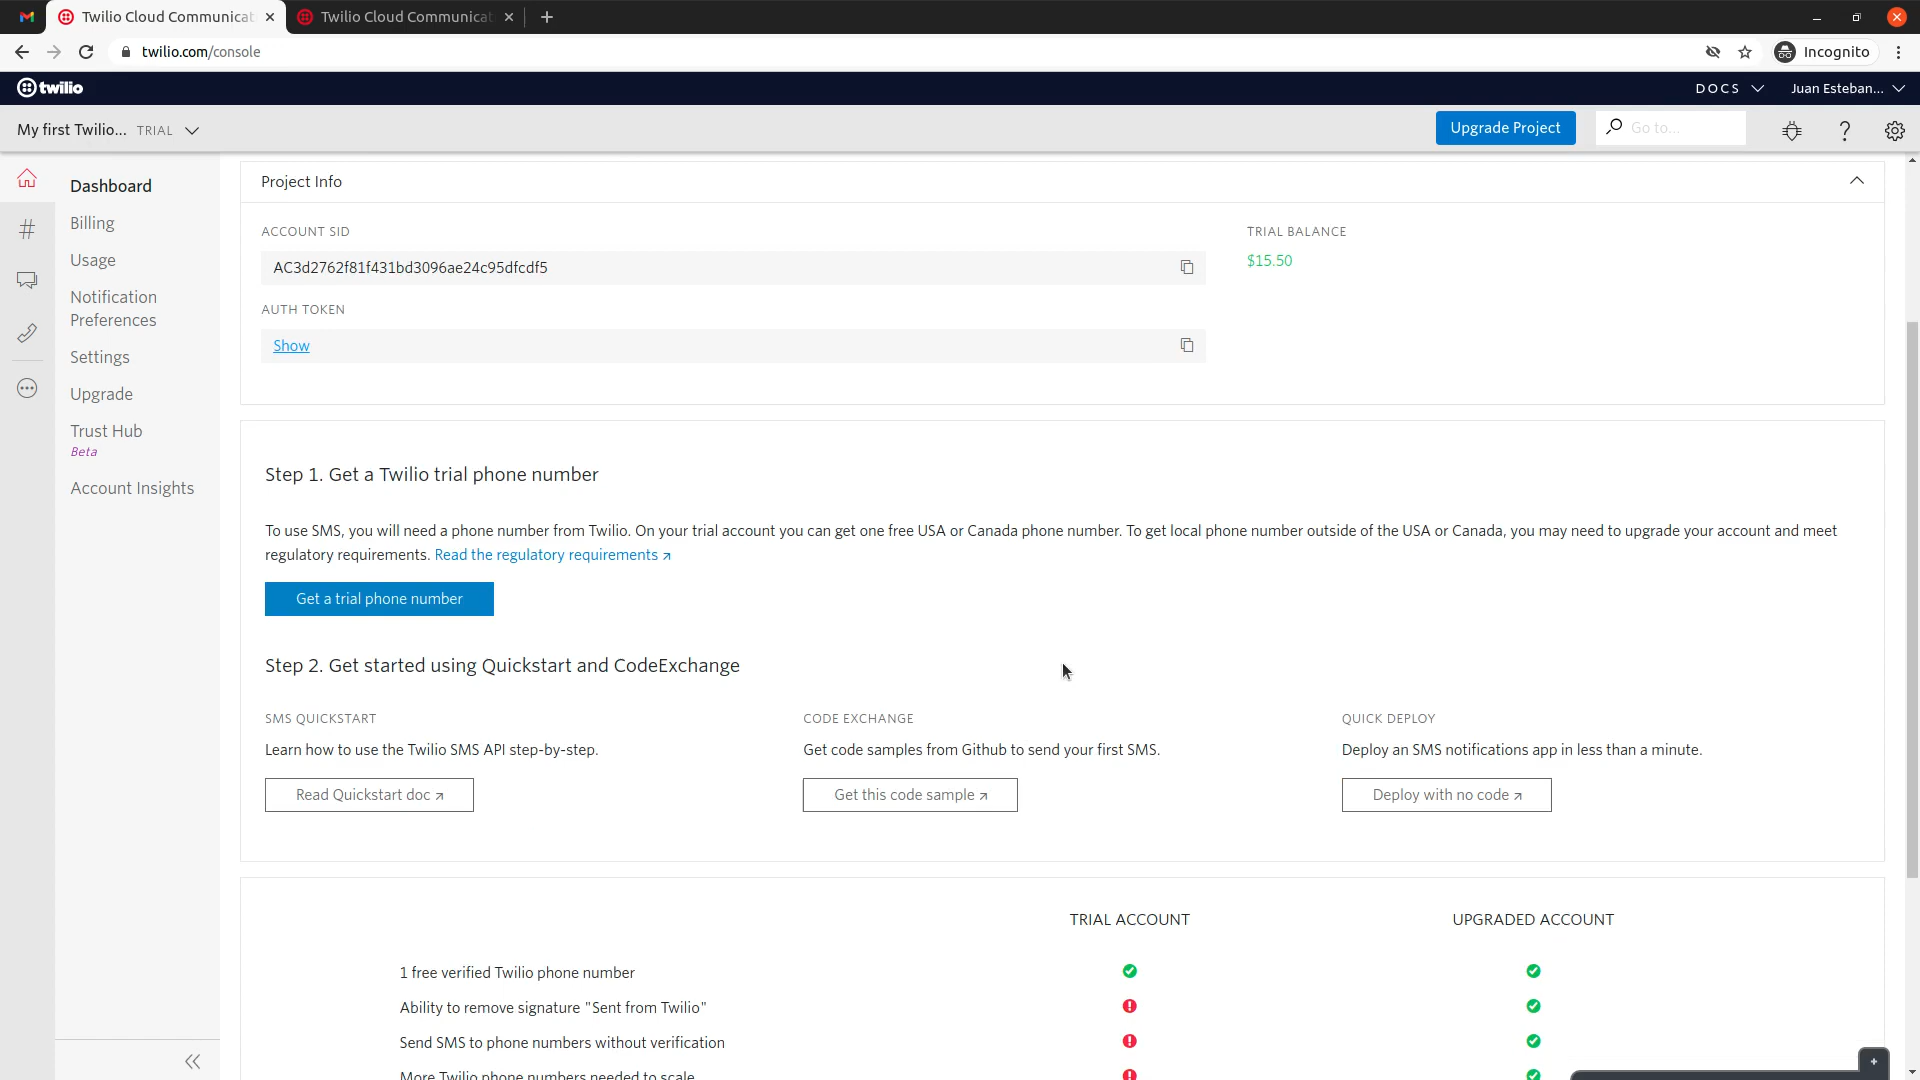 Twilio Cloud Communicat
Twilio Cloud Communicat
twilio.com/console
Incognito
twilio
DOCS
Juan Esteban...
My first Twilio... TRIAL
Upgrade Project
Go to...
Dashboard
Billing
Usage
Notification
Preferences
Settings
Upgrade
Trust Hub
Beta
Account Insights
Project Info
ACCOUNT SID
AC3d2762f81f431bd3096ae24c95dfcdf5
TRIAL BALANCE
$15.50
AUTH TOKEN
Show
Step 1. Get a Twilio trial phone number
To use SMS, you will need a phone number from Twilio. On your trial account you can get one free USA or Canada phone number. To get local phone number outside of the USA or Canada, you may need to upgrade your account and meet
regulatory requirements. Read the regulatory requirements ↗
Get a trial phone number
Step 2. Get started using Quickstart and CodeExchange
SMS QUICKSTART
Learn how to use the Twilio SMS API step-by-step.
Read Quickstart doc ↗
CODE EXCHANGE
Get code samples from Github to send your first SMS.
Get this code sample ↗
QUICK DEPLOY
Deploy an SMS notifications app in less than a minute.
Deploy with no code ↗
TRIAL ACCOUNT
UPGRADED ACCOUNT
1 free verified Twilio phone number
Ability to remove signature "Sent from Twilio"
Send SMS to phone numbers without verification
More Twilio phone numbers needed to scale